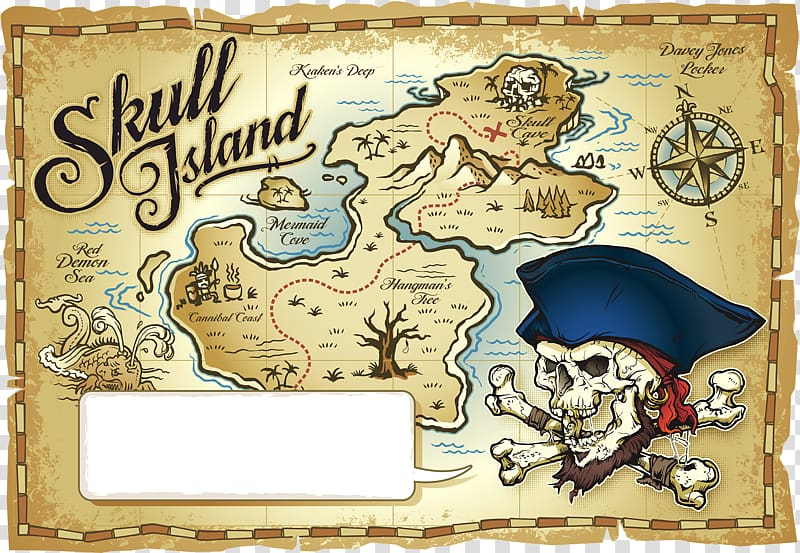 Skull
Island
Kraken's Deep
Davey Jones
Locker
Skull
Cave
N
NE
E
SE
S
SW
W
NW
Mermaid
Cove
Red
Demon
Sea
Hangman's
Tree
Cannibal Coast